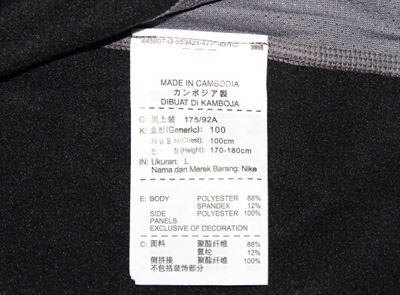 MADE IN CAMBODIA
カンボジア製
DIBUAT DI KAMBOJA
C: 男上装 175/92A
K: 호칭(Generic): 100
가슴둘레(Chest): 100cm
신 장(Height): 170-180cm
IN: Ukuran: L
Nama dan Merek Barang: Nike
E: BODY POLYESTER 88%
SPANDEX 12%
SIDE POLYESTER 100%
PANELS
EXCLUSIVE OF DECORATION
C: 面料 聚酯纤维 88%
氨纶 12%
侧拼接 聚酯纤维 100%
不包括装饰部分